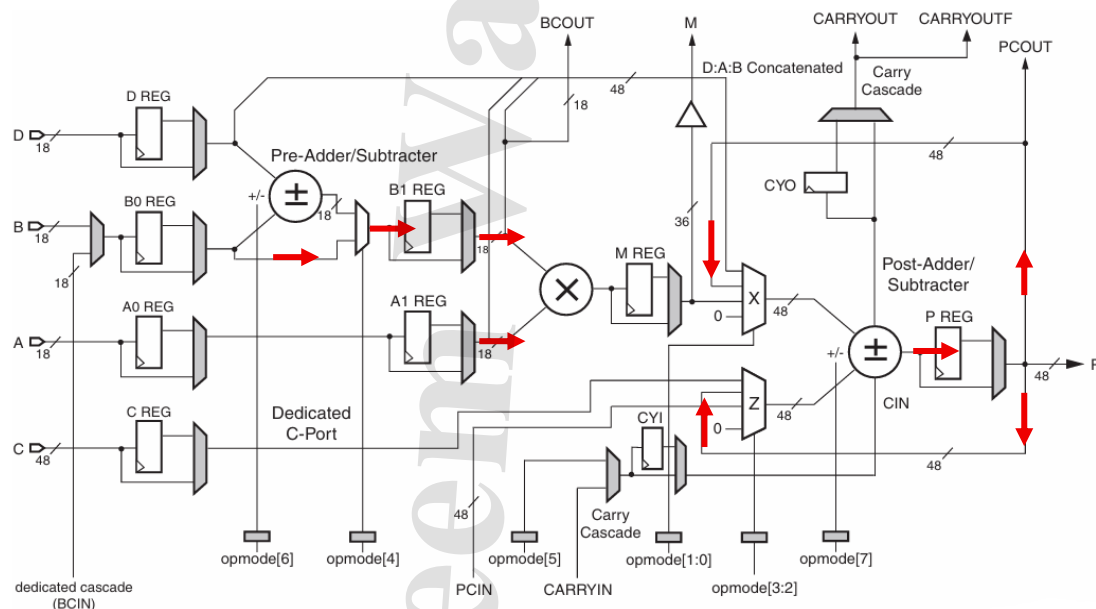 BCOUT
M
CARRYOUT
CARRYOUTF
PCOUT
D:A:B Concatenated
Carry
Cascade
48
18
48
48
D REG
D
18
Pre-Adder/Subtracter
+/-
±
18
B1 REG
18
CYO
36
B0 REG
B
18
18
M REG
×
Post-Adder/
Subtracter
A0 REG
A
18
A1 REG
18
X
0
48
+/-
±
P REG
48
P
CIN
C REG
C
48
Dedicated
C-Port
Z
0
48
CYI
48
48
Carry
Cascade
opmode[6]
opmode[4]
opmode[5]
opmode[1:0]
opmode[7]
opmode[3:2]
dedicated cascade
(BCIN)
PCIN
CARRYIN